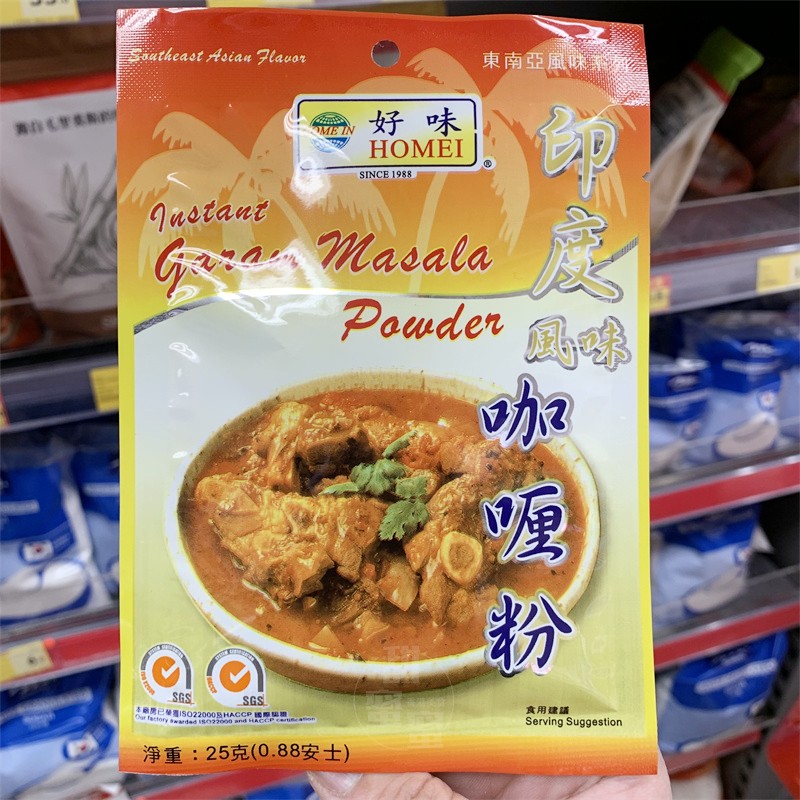 Southeast Asian Flavor
東南亞風味
HOME IN
好味
HOMEI
®
SINCE 1988
Instant
Garam Masala
Powder
印度
風味
咖喱粉
SGS
SGS
本廠房已榮獲ISO22000及HACCP 國際認證
Our factory awarded ISO22000 and HACCP certification
食用建議
Serving Suggestion
淨重：25克(0.88安士)